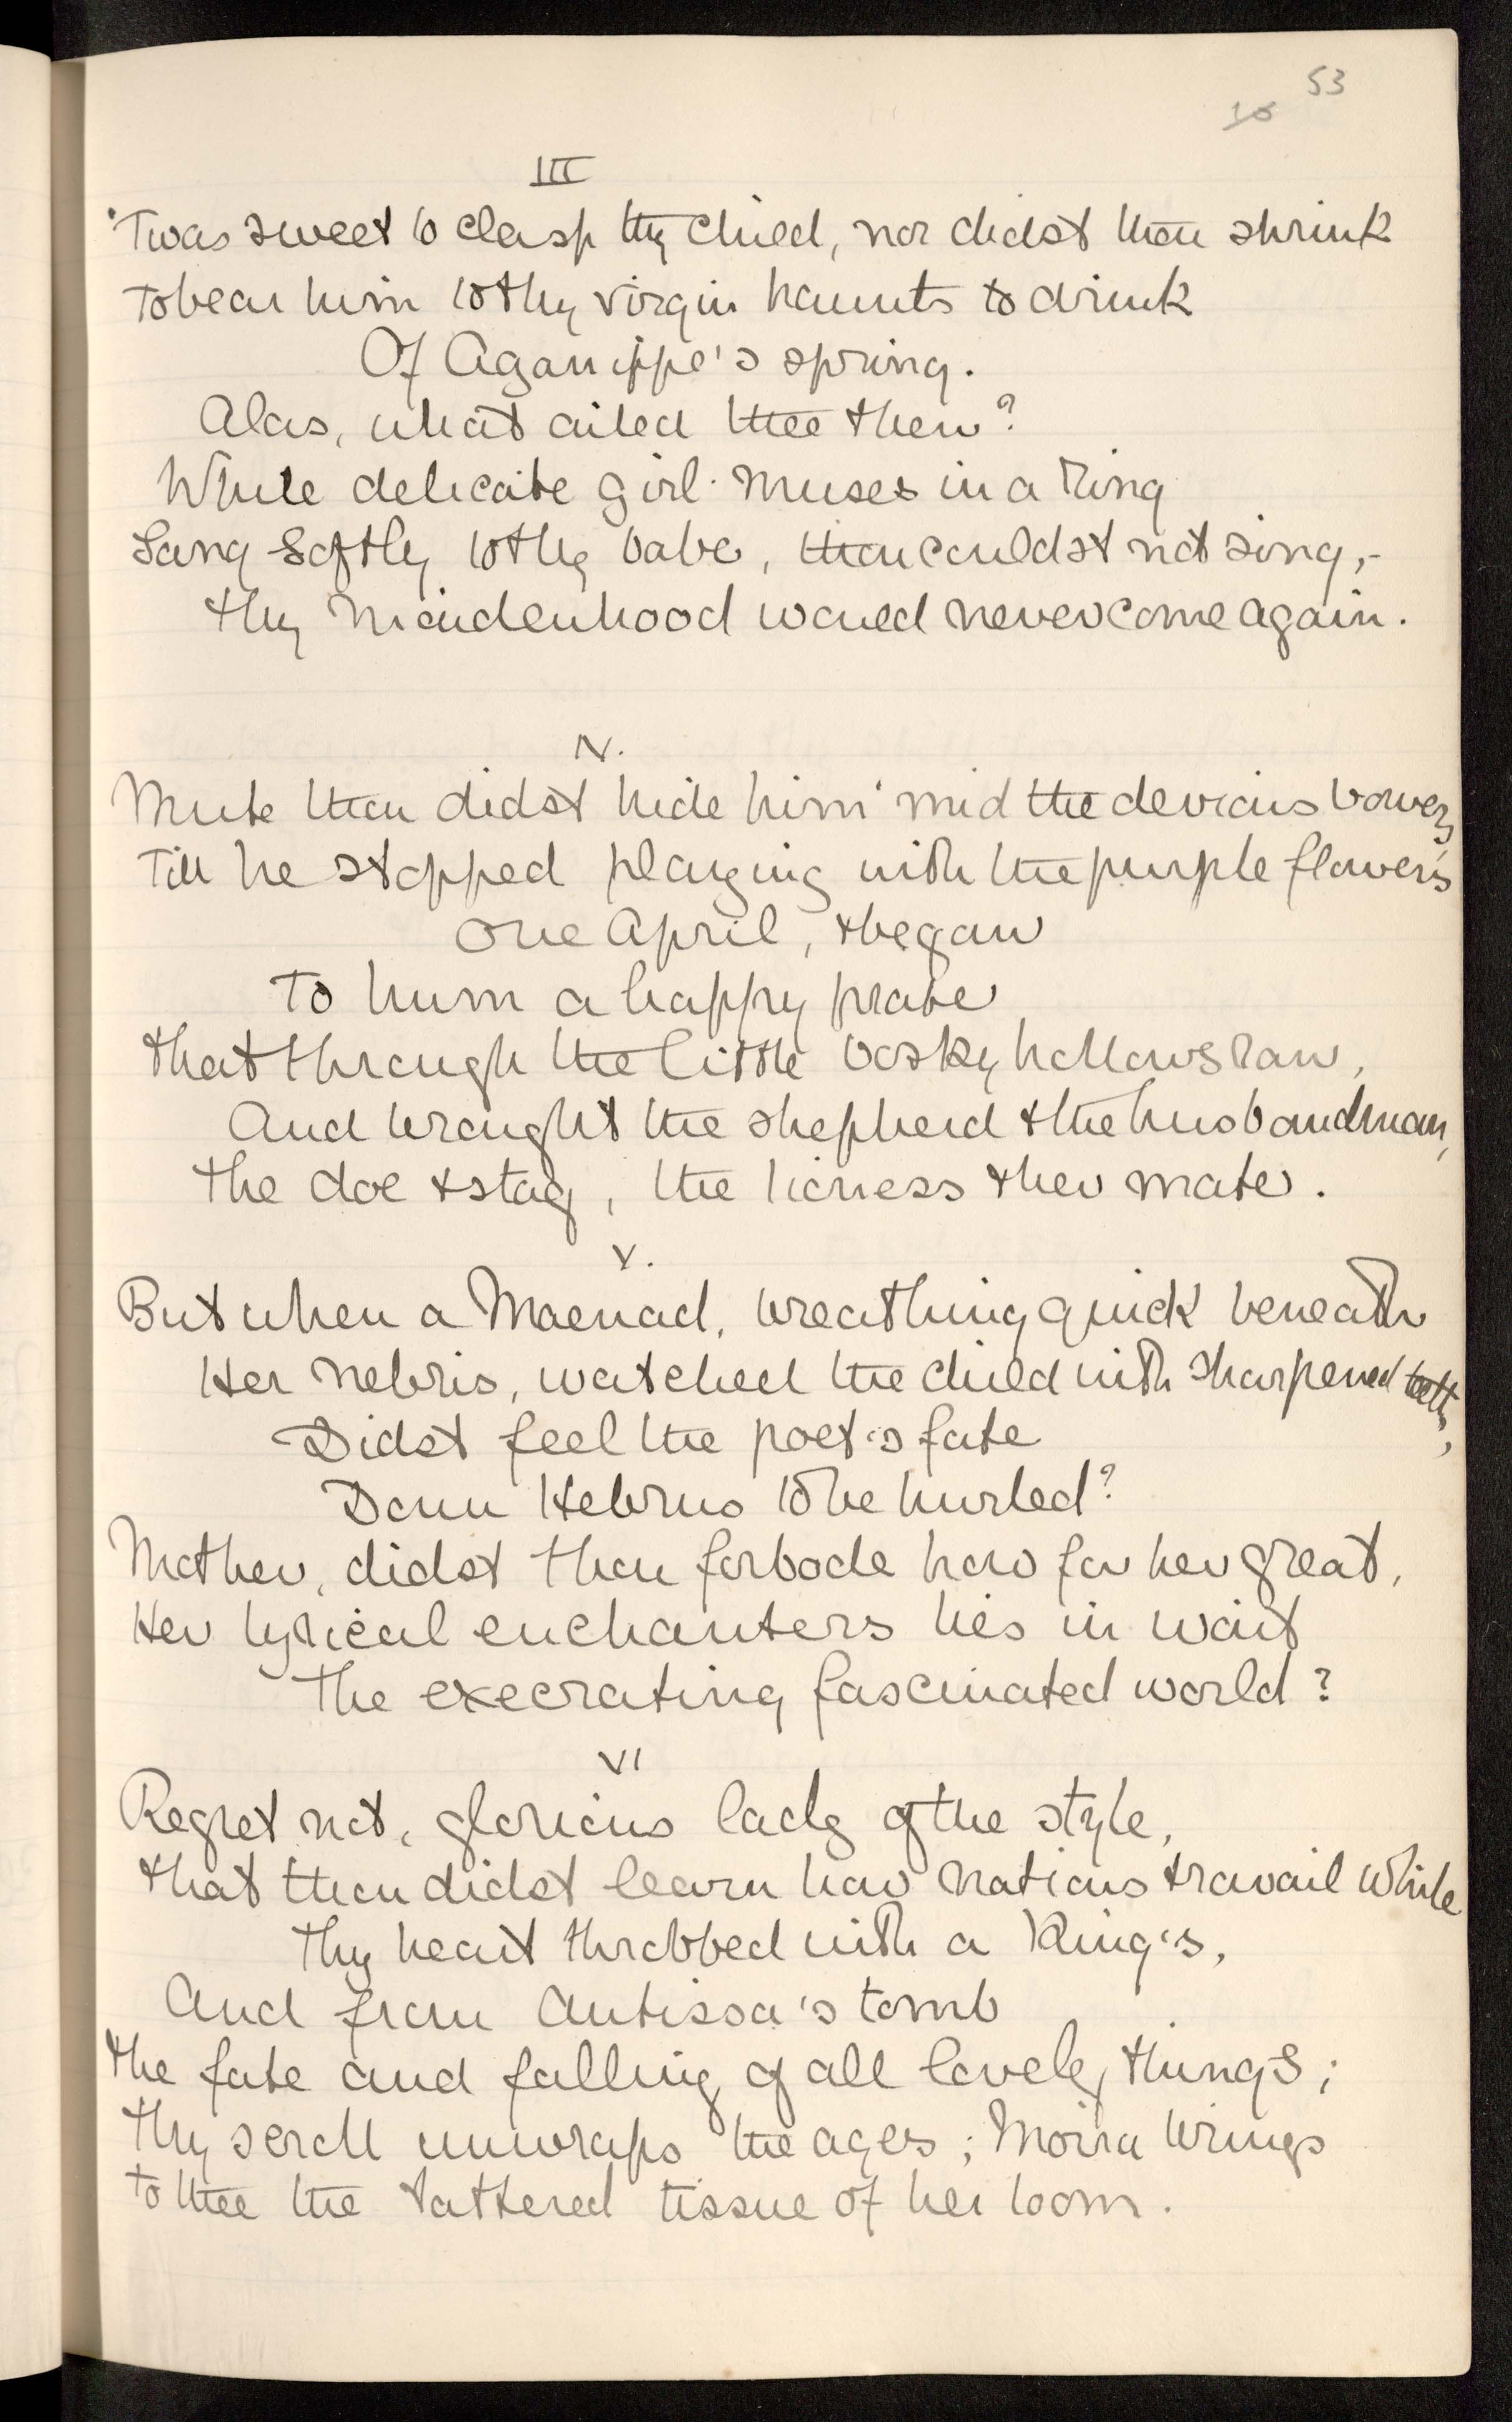 53
18
III
'Twas sweet to clasp thy child, nor didst thou shrink
To bear him to thy virgin haunts to drink
Of Aganippe's spring.
Alas, what ailed thee then?
While delicate girl-Muses in a ring
Sang softly to thy babe, thou couldst not sing,-
Thy maidenhood would never come again.
IV.
Mute thou didst hide him 'mid the devious bowers
Till he stopped playing with the purple flowers
One April, & began
To hum a happy prate
That through the little bosky hollows ran,
And brought the shepherd & the husbandman,
The doe & stag, the lioness & her mate.
V.
But when a Maenad, breathing quick beneath
Her nebris, watched the child with sharpened teeth,
Didst feel the poet's fate
Down Hebrus to be hurled?
Mother, didst thou forbode how for her great,
Her lyrical enchanters lies in wait
The execrating fascinated world?
VI
Regret not, glorious lady of the style,
That thou didst learn how nations travail while
Thy heart throbbed with a King's,
And from Antissa's tomb
The fate and falling of all lovely things;
Thy scroll unwraps the ages; Moira brings
To thee the tattered tissue of her loom.